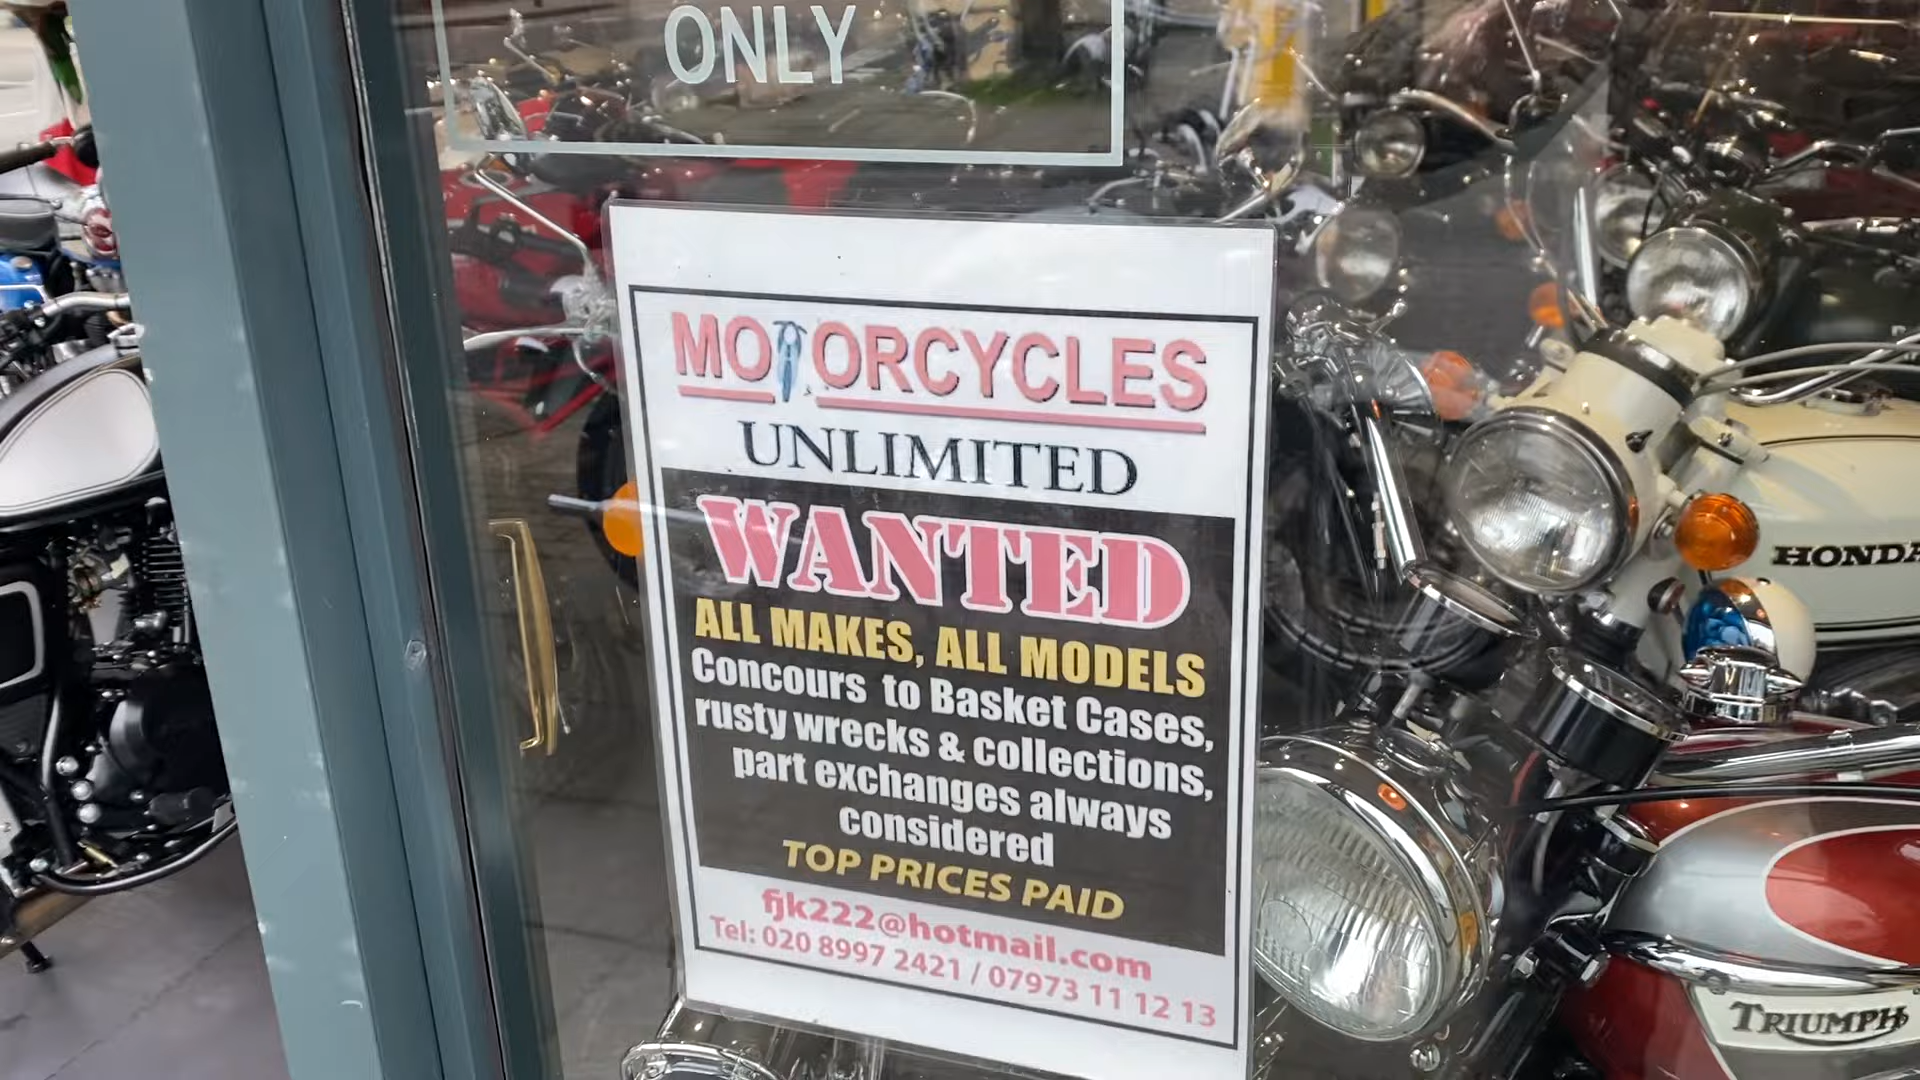 ONLY
MOTORCYCLES
UNLIMITED
WANTED
ALL MAKES, ALL MODELS
Concours to Basket Cases,
rusty wrecks & collections,
part exchanges always
considered
TOP PRICES PAID
fjk222@hotmail.com
Tel: 020 8997 2421 / 07973 11 12 13
HONDA
TRIUMPH